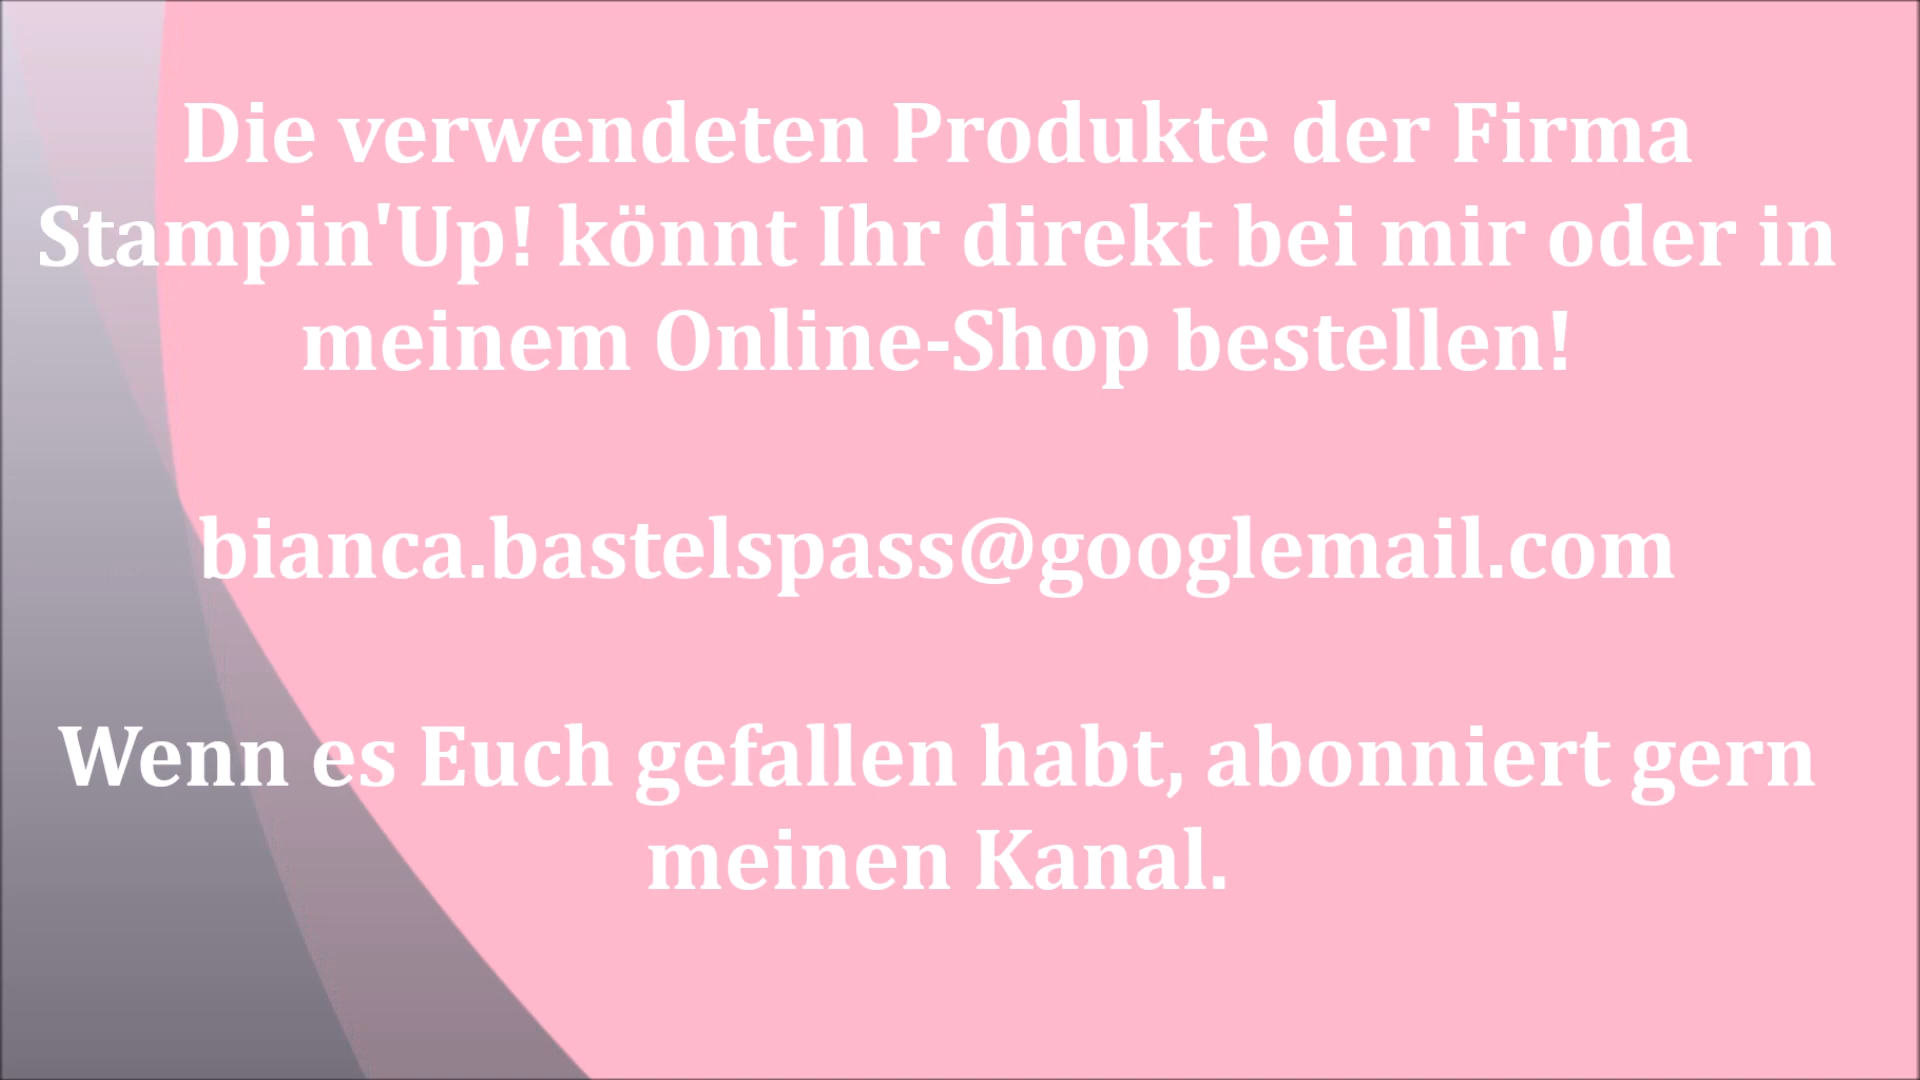 Die verwendeten Produkte der Firma
Stampin'Up! könnt Ihr direkt bei mir oder in
meinem Online-Shop bestellen!
bianca.bastelspass@googlemail.com
Wenn es Euch gefallen habt, abonniert gern
meinen Kanal.